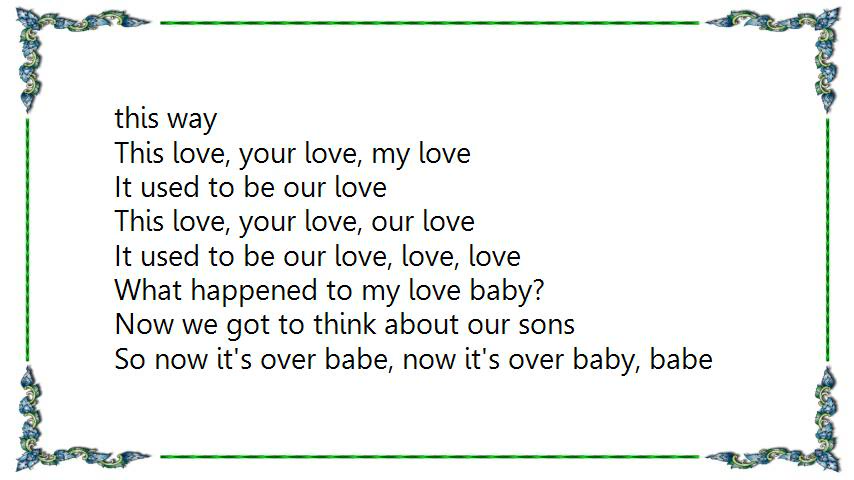 this way
This love, your love, my love
It used to be our love
This love, your love, our love
It used to be our love, love, love
What happened to my love baby?
Now we got to think about our sons
So now it's over babe, now it's over baby, babe